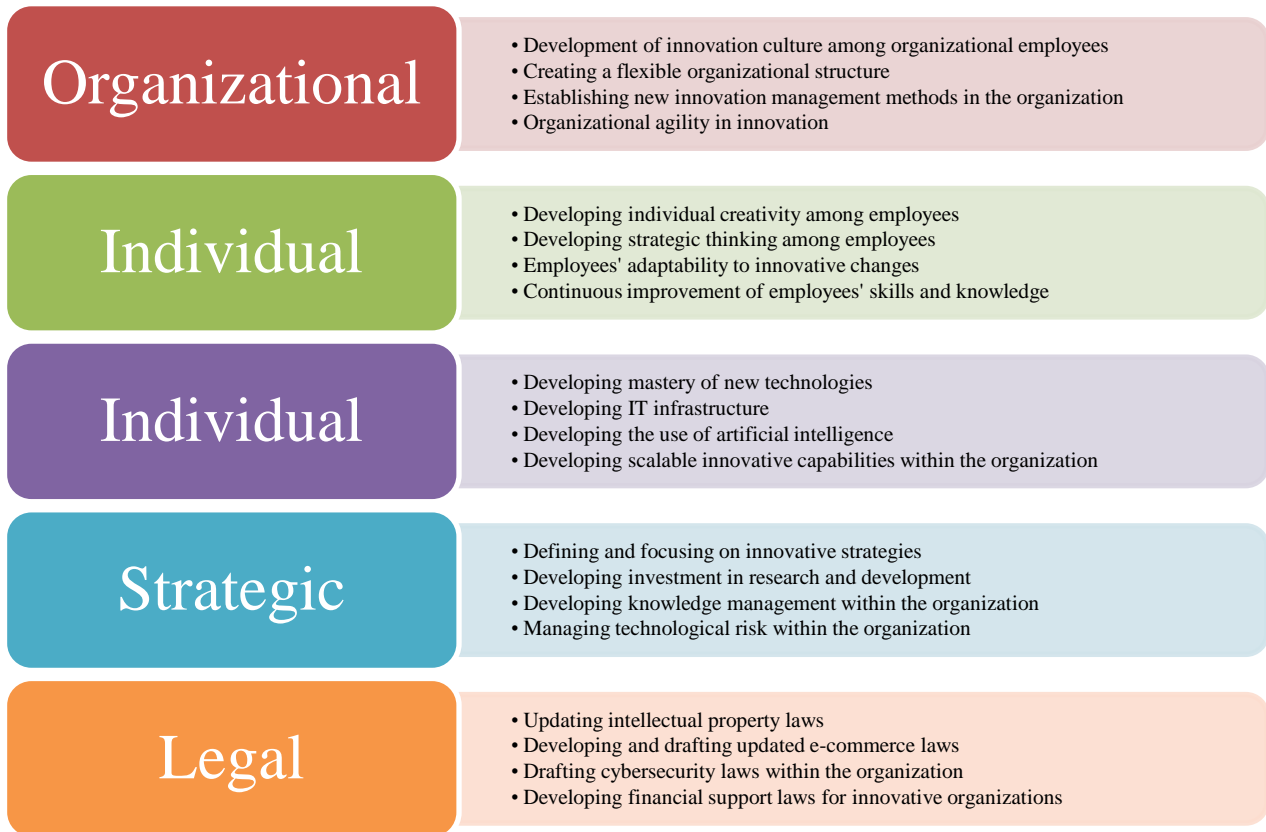 Organizational
• Development of innovation culture among organizational employees
• Creating a flexible organizational structure
• Establishing new innovation management methods in the organization
• Organizational agility in innovation
Individual
• Developing individual creativity among employees
• Developing strategic thinking among employees
• Employees' adaptability to innovative changes
• Continuous improvement of employees' skills and knowledge
Individual
• Developing mastery of new technologies
• Developing IT infrastructure
• Developing the use of artificial intelligence
• Developing scalable innovative capabilities within the organization
Strategic
• Defining and focusing on innovative strategies
• Developing investment in research and development
• Developing knowledge management within the organization
• Managing technological risk within the organization
Legal
• Updating intellectual property laws
• Developing and drafting updated e-commerce laws
• Drafting cybersecurity laws within the organization
• Developing financial support laws for innovative organizations